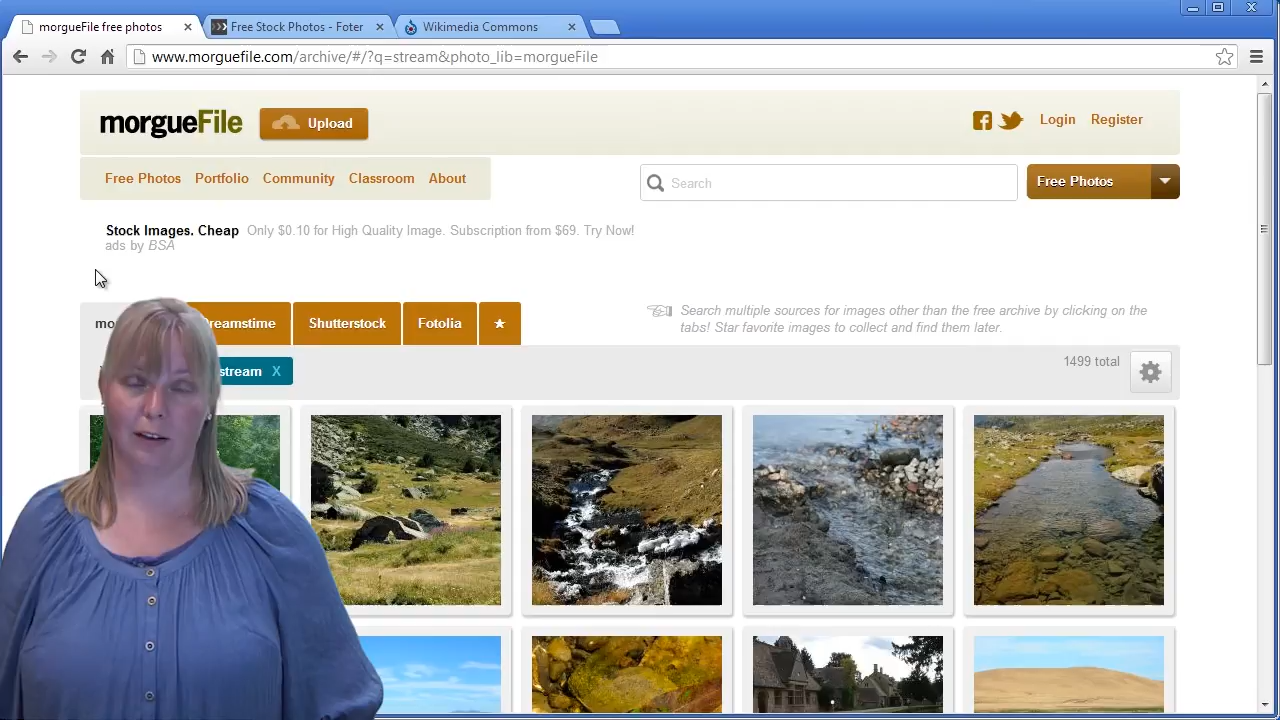 morgueFile free photos
Free Stock Photos - Foter
Wikimedia Commons
www.morguefile.com/archive/#/?q=stream&photo_lib=morgueFile
morgueFile
Upload
Login
Register
Free Photos
Portfolio
Community
Classroom
About
Search
Free Photos
Stock Images. Cheap Only $0.10 for High Quality Image. Subscription from $69. Try Now!
ads by BSA
mo
Dreamstime
Shutterstock
Fotolia
Search multiple sources for images other than the free archive by clicking on the
tabs! Star favorite images to collect and find them later.
stream X
1499 total